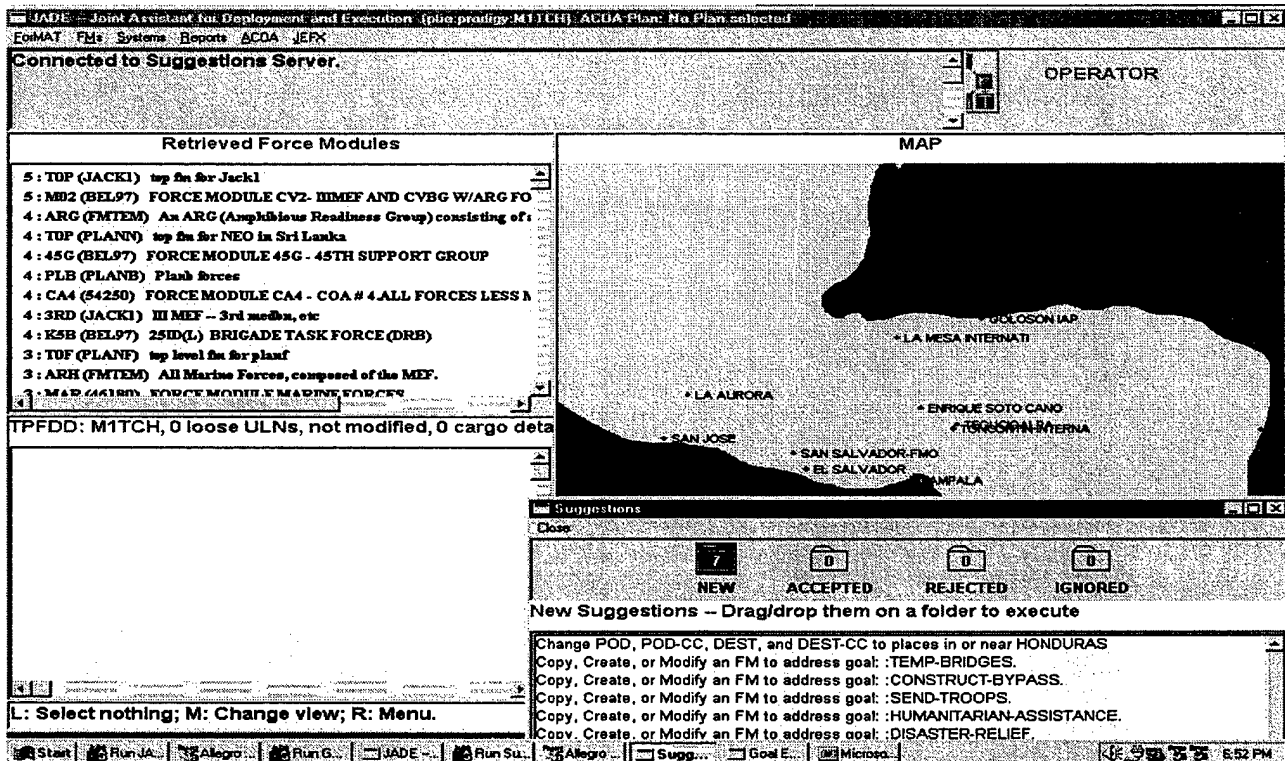 JADE -- Joint Assistant for Deployment and Execution (plie:prodigy:M1TCH) ACOA Plan: No Plan selected
ForMAT FMs Systems Reports ACOA JEFX
Connected to Suggestions Server.
OPERATOR
Retrieved Force Modules
5 : T0P (JACK1) top fm for Jack1
5 : M02 (BEL97) FORCE MODULE CV2- IIIMEF AND CVBG W/ARG FO
4 : ARG (FMTEM) An ARG (Amphibious Readiness Group) consisting of
4 : T0P (PLANN) top fm for NEO in Sri Lanka
4 : 45G (BEL97) FORCE MODULE 45G - 45TH SUPPORT GROUP
4 : PLB (PLANB) Planb forces
4 : CA4 (54250) FORCE MODULE CA4 - COA # 4.ALL FORCES LESS M
4 : 3RD (JACK1) III MEF -- 3rd medbn, etc
4 : K5B (BEL97) 25ID(L) BRIGADE TASK FORCE (DRB)
3 : T0F (PLANF) top level fm for planf
3 : ARH (FMTEM) All Marine Forces, composed of the MEF.
3 : MAR (46180) FORCE MODULE MARINE FORCES
MAP
GOLOSON IAP
LA MESA INTERNATI
LA AURORA
ENRIQUE SOTO CANO
SAN JOSE
SAN SALVADOR-FMO
EL SALVADOR
AMPALA
TPFDD: M1TCH, 0 loose ULNs, not modified, 0 cargo deta
L: Select nothing; M: Change view; R: Menu.
Suggestions
Close
7 0 0 0
NEW ACCEPTED REJECTED IGNORED
New Suggestions -- Drag/drop them on a folder to execute
Change POD, POD-CC, DEST, and DEST-CC to places in or near HONDURAS
Copy, Create, or Modify an FM to address goal: :TEMP-BRIDGES.
Copy, Create, or Modify an FM to address goal: :CONSTRUCT-BYPASS.
Copy, Create, or Modify an FM to address goal: :SEND-TROOPS.
Copy, Create, or Modify an FM to address goal: :HUMANITARIAN-ASSISTANCE.
Copy, Create, or Modify an FM to address goal: :DISASTER-RELIEF.
Start Run JA... Allegro ... Run G... JADE -... Run Su... Allegro ... Sugg... Goal E... Microso... 6:52 PM